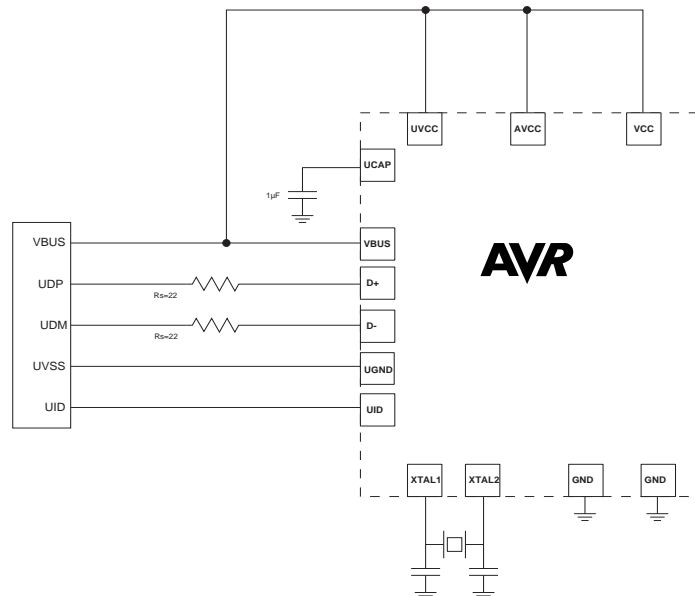 UVCC AVCC VCC
UCAP
1µF
VBUS VBUS
AVR
UDP D+
Rs=22
UDM D-
Rs=22
UVSS UGND
UID UID
XTAL1 XTAL2 GND GND